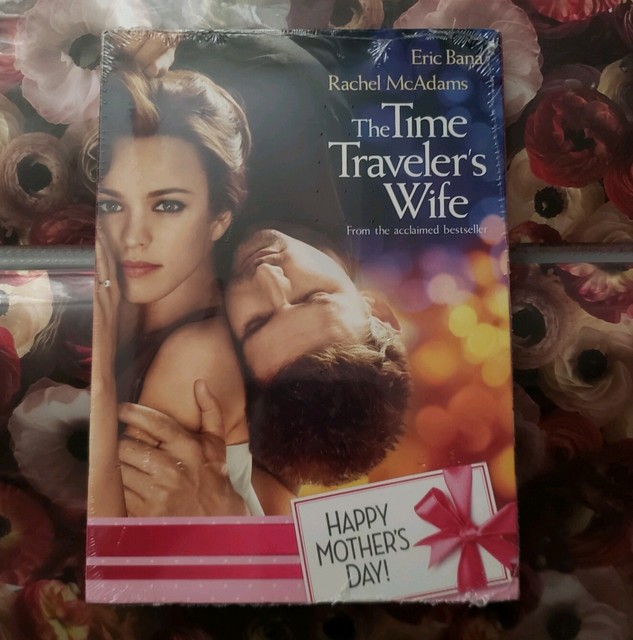 Eric Bana
Rachel McAdams
The Time
Traveler's
Wife
From the acclaimed bestseller
HAPPY
MOTHER'S
DAY!